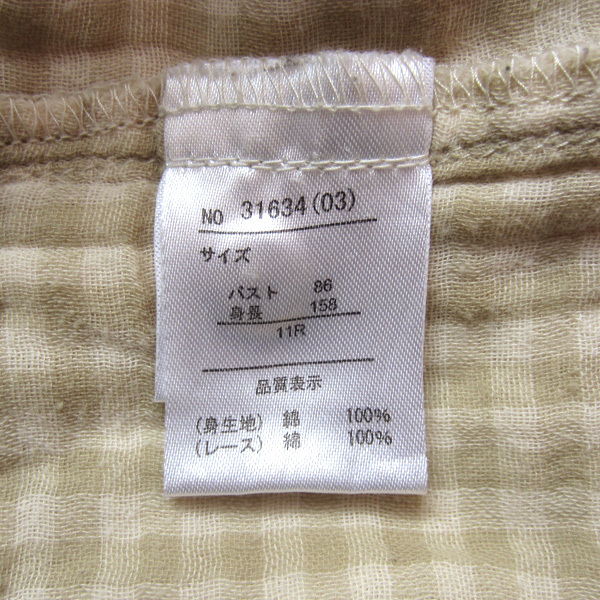 NO 31634(03)
サイズ
バスト 86
身長 158
11R
品質表示
(身生地) 綿 100%
(レース) 綿 100%